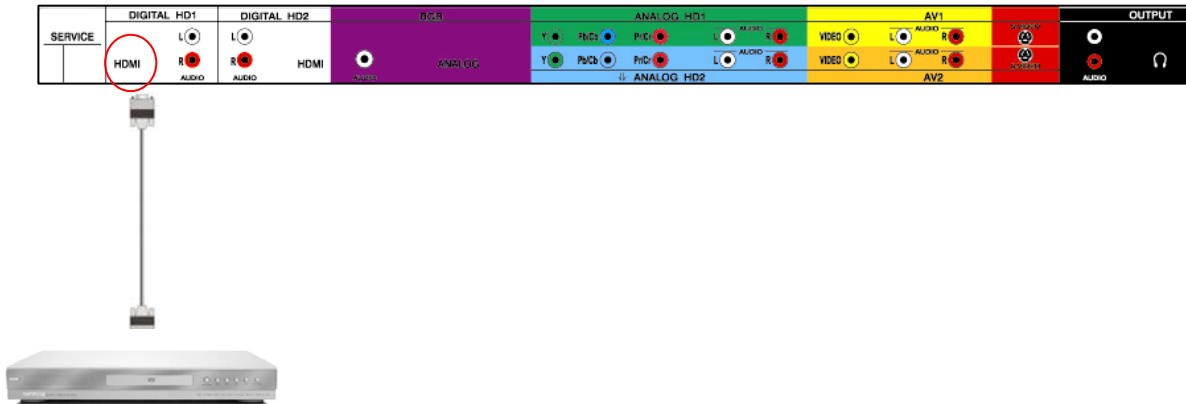 DIGITAL HD1 DIGITAL HD2 ANALOG HD1 AV1 OUTPUT
SERVICE L L Y Pb/Cb Pr/Cr L AUDIO R VIDEO L AUDIO R
HDMI R R HDMI ANALOG Y Pb/Cb Pr/Cr L AUDIO R VIDEO L AUDIO R
AUDIO AUDIO AUDIO ⇩ ANALOG HD2 AV2 AUDIO